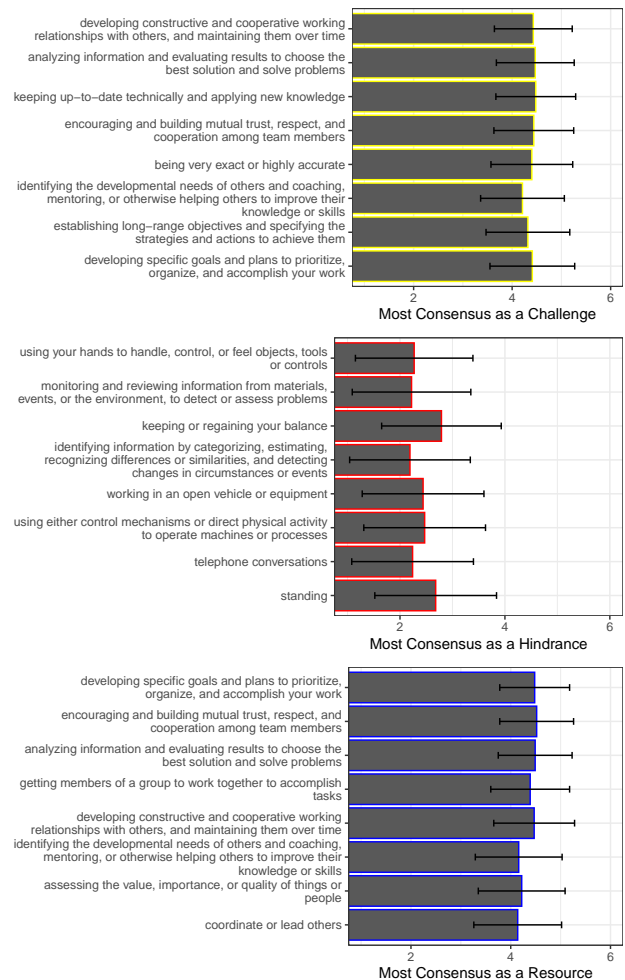 developing constructive and cooperative working
relationships with others, and maintaining them over time
analyzing information and evaluating results to choose the
best solution and solve problems
keeping up−to−date technically and applying new knowledge
encouraging and building mutual trust, respect, and
cooperation among team members
being very exact or highly accurate
identifying the developmental needs of others and coaching,
mentoring, or otherwise helping others to improve their
knowledge or skills
establishing long−range objectives and specifying the
strategies and actions to achieve them
developing specific goals and plans to prioritize,
organize, and accomplish your work
2 4 6
Most Consensus as a Challenge
using your hands to handle, control, or feel objects, tools
or controls
monitoring and reviewing information from materials,
events, or the environment, to detect or assess problems
keeping or regaining your balance
identifying information by categorizing, estimating,
recognizing differences or similarities, and detecting
changes in circumstances or events
working in an open vehicle or equipment
using either control mechanisms or direct physical activity
to operate machines or processes
telephone conversations
standing
2 4 6
Most Consensus as a Hindrance
developing specific goals and plans to prioritize,
organize, and accomplish your work
encouraging and building mutual trust, respect, and
cooperation among team members
analyzing information and evaluating results to choose the
best solution and solve problems
getting members of a group to work together to accomplish
tasks
developing constructive and cooperative working
relationships with others, and maintaining them over time
identifying the developmental needs of others and coaching,
mentoring, or otherwise helping others to improve their
knowledge or skills
assessing the value, importance, or quality of things or
people
coordinate or lead others
2 4 6
Most Consensus as a Resource